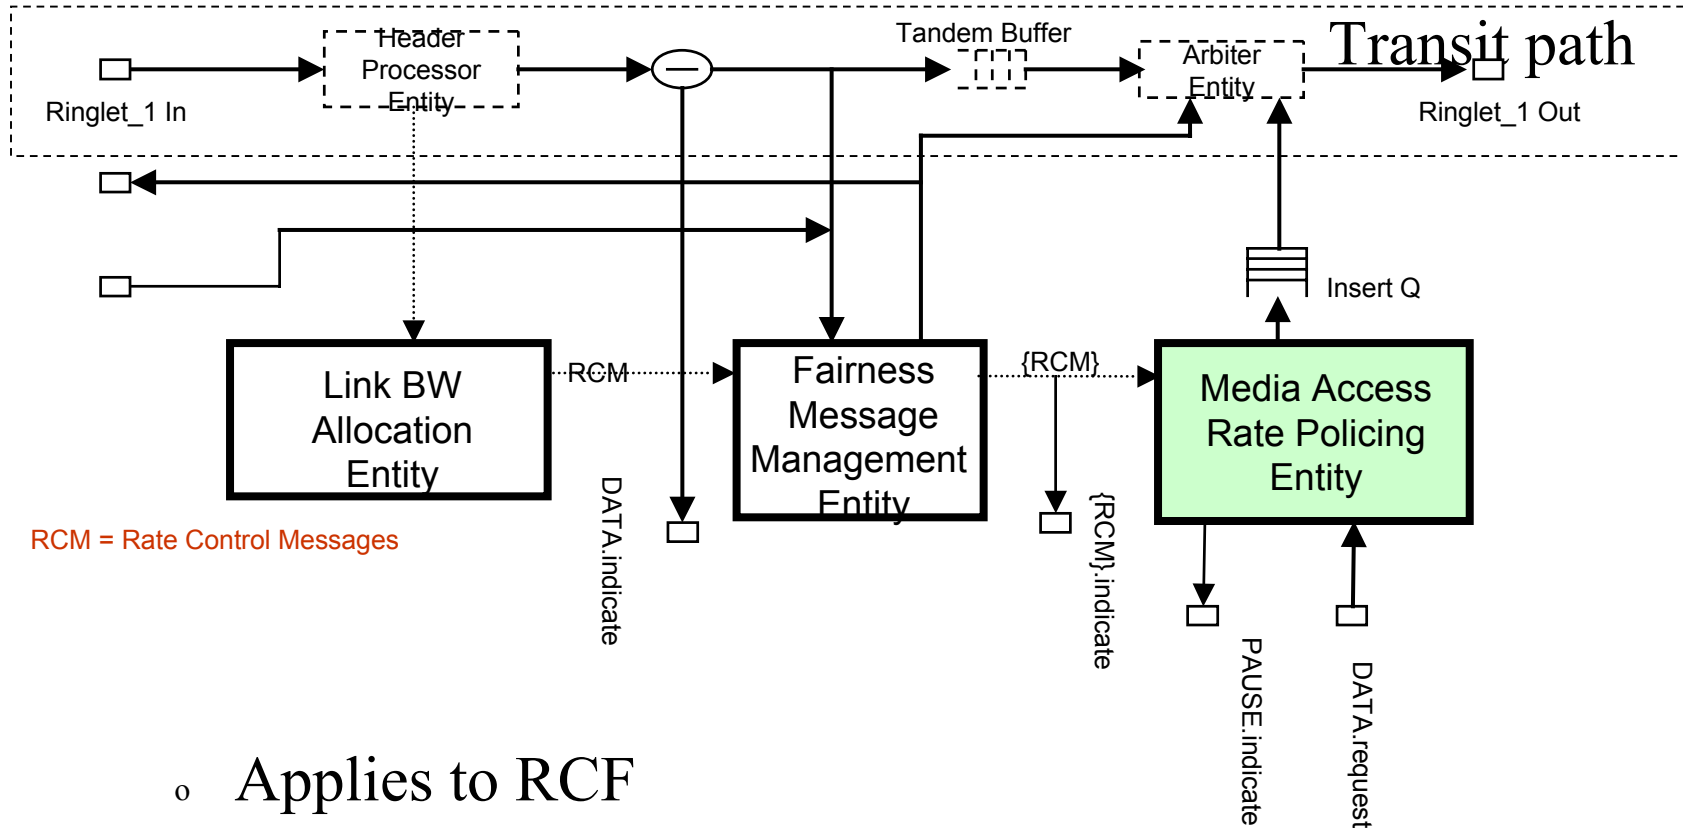 Transit path
Header
Processor
Entity
Tandem Buffer
Arbiter
Entity
Ringlet_1 In
Ringlet_1 Out
Insert Q
Link BW
Allocation
Entity
RCM
Fairness
Message
Management
Entity
{RCM}
Media Access
Rate Policing
Entity
RCM = Rate Control Messages
DATA.indicate
{RCM}.indicate
PAUSE.indicate
DATA.request
o Applies to RCF